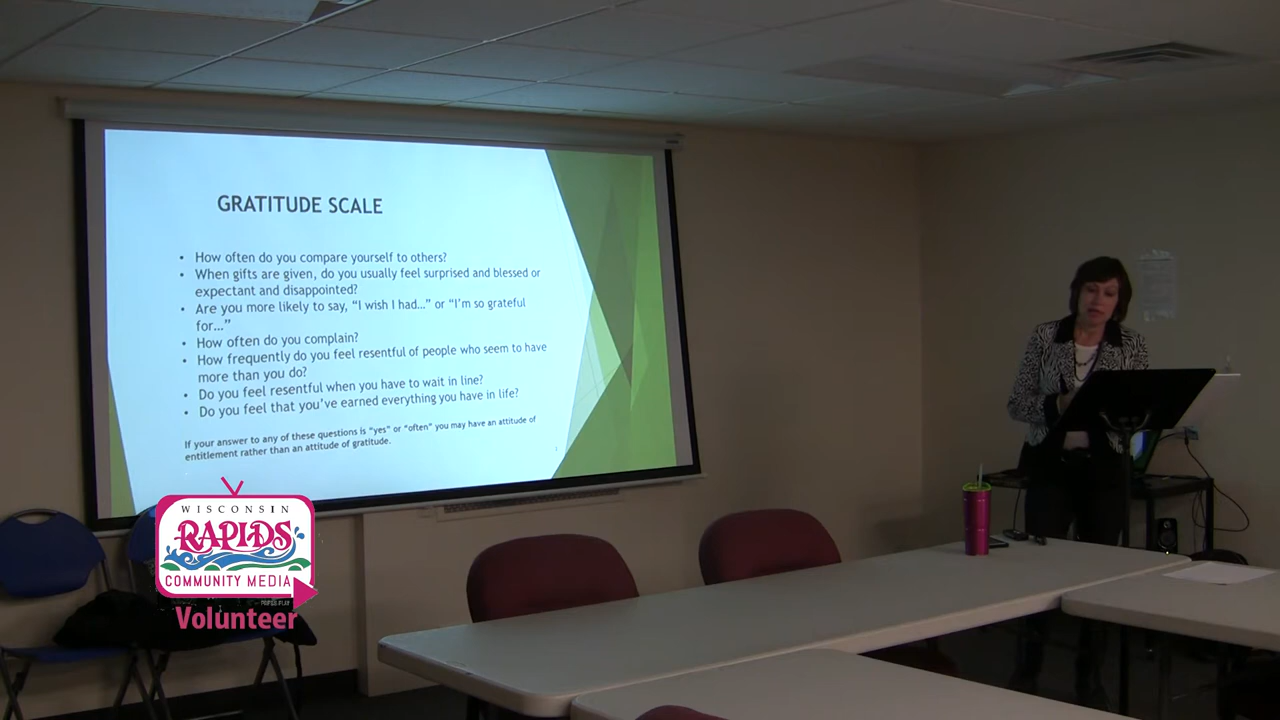 GRATITUDE SCALE
• How often do you compare yourself to others?
• When gifts are given, do you usually feel surprised and blessed or
expectant and disappointed?
• Are you more likely to say, “I wish I had...” or “I’m so grateful
for...”
• How often do you complain?
• How frequently do you feel resentful of people who seem to have
more than you do?
• Do you feel resentful when you have to wait in line?
• Do you feel that you’ve earned everything you have in life?
If your answer to any of these questions is “yes” or “often” you may have an attitude of
entitlement rather than an attitude of gratitude.
WISCONSIN
RAPIDS
COMMUNITY MEDIA
Volunteer